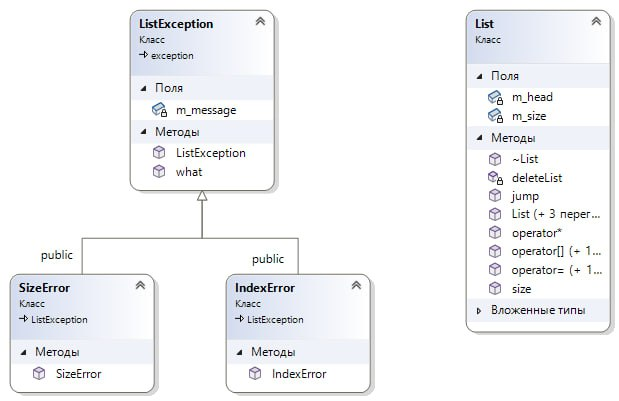 ListException
Класс
exception
Поля
m_message
Методы
ListException
what
public
public
SizeError
Класс
ListException
Методы
SizeError
IndexError
Класс
ListException
Методы
IndexError
List
Класс
Поля
m_head
m_size
Методы
~List
deleteList
jump
List (+ 3 перег...
operator*
operator[] (+ 1...
operator= (+ 1...
size
Вложенные типы